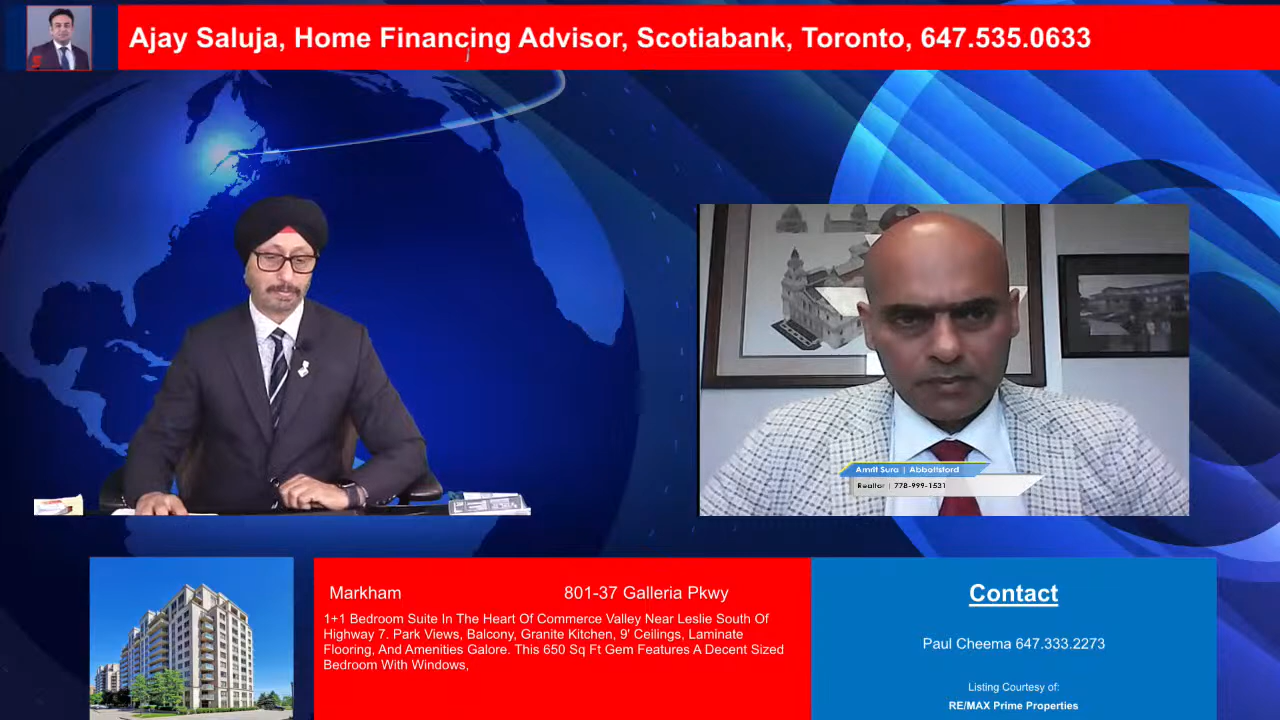 Ajay Saluja, Home Financing Advisor, Scotiabank, Toronto, 647.535.0633
Amrit Sura | Abbottsford
Realtor | 778-999-1531
Markham
801-37 Galleria Pkwy
1+1 Bedroom Suite In The Heart Of Commerce Valley Near Leslie South Of
Highway 7. Park Views, Balcony, Granite Kitchen, 9' Ceilings, Laminate
Flooring, And Amenities Galore. This 650 Sq Ft Gem Features A Decent Sized
Bedroom With Windows,
Contact
Paul Cheema 647.333.2273
Listing Courtesy of:
RE/MAX Prime Properties